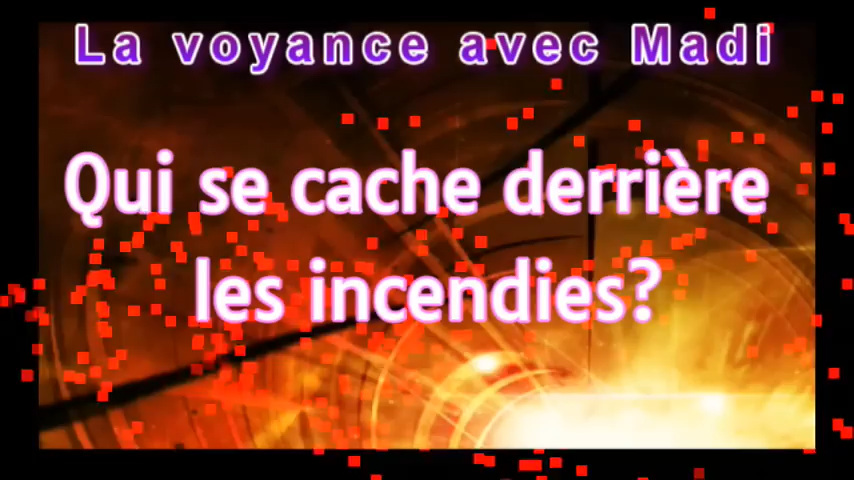 La voyance avec Madi
Qui se cache derrière
les incendies?